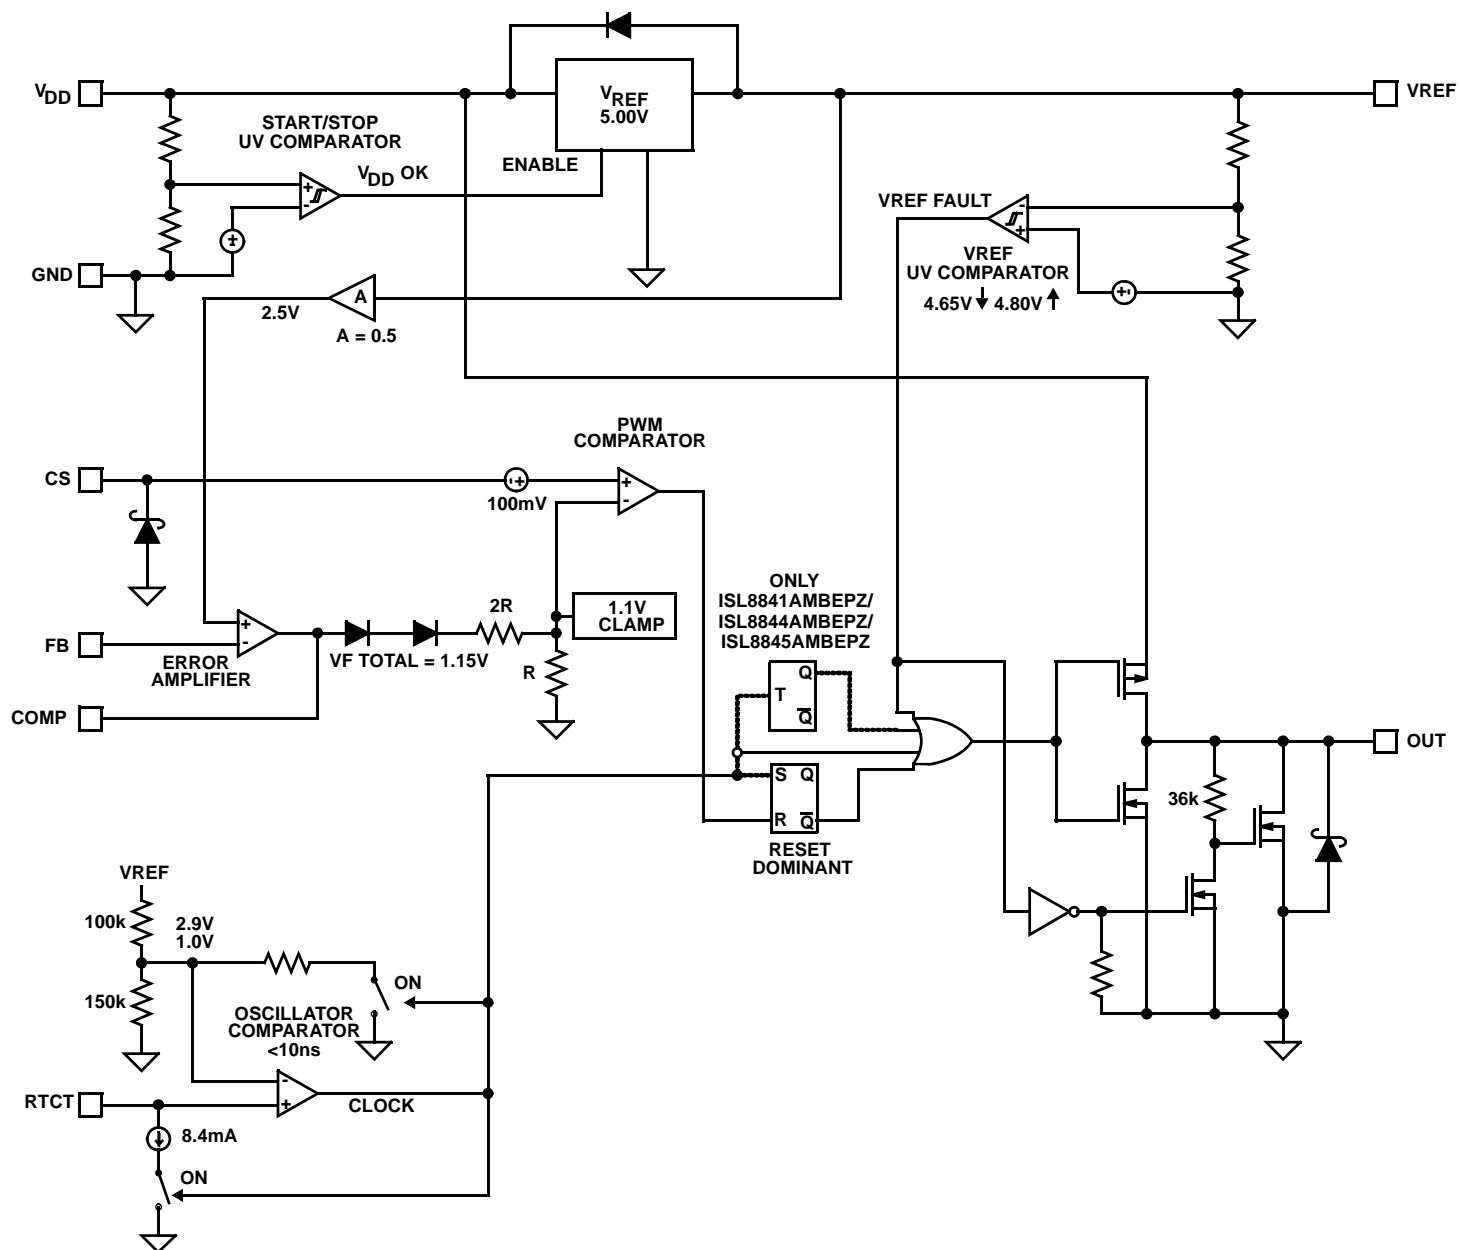 VDD
VREF
5.00V
VREF
START/STOP
UV COMPARATOR
VDD OK
ENABLE
+
-
VREF FAULT
-
+
GND
VREF
UV COMPARATOR
4.65V 4.80V
A
2.5V
A = 0.5
PWM
COMPARATOR
CS
100mV
+
-
ONLY
ISL8841AMBEPZ/
ISL8844AMBEPZ/
ISL8845AMBEPZ
1.1V
CLAMP
2R
+
-
FB
ERROR
AMPLIFIER
VF TOTAL = 1.15V
R
COMP
Q
T
Q
OUT
S Q
R Q
36k
RESET
DOMINANT
VREF
100k
2.9V
1.0V
150k
ON
OSCILLATOR
COMPARATOR
<10ns
-
+
RTCT
CLOCK
8.4mA
ON